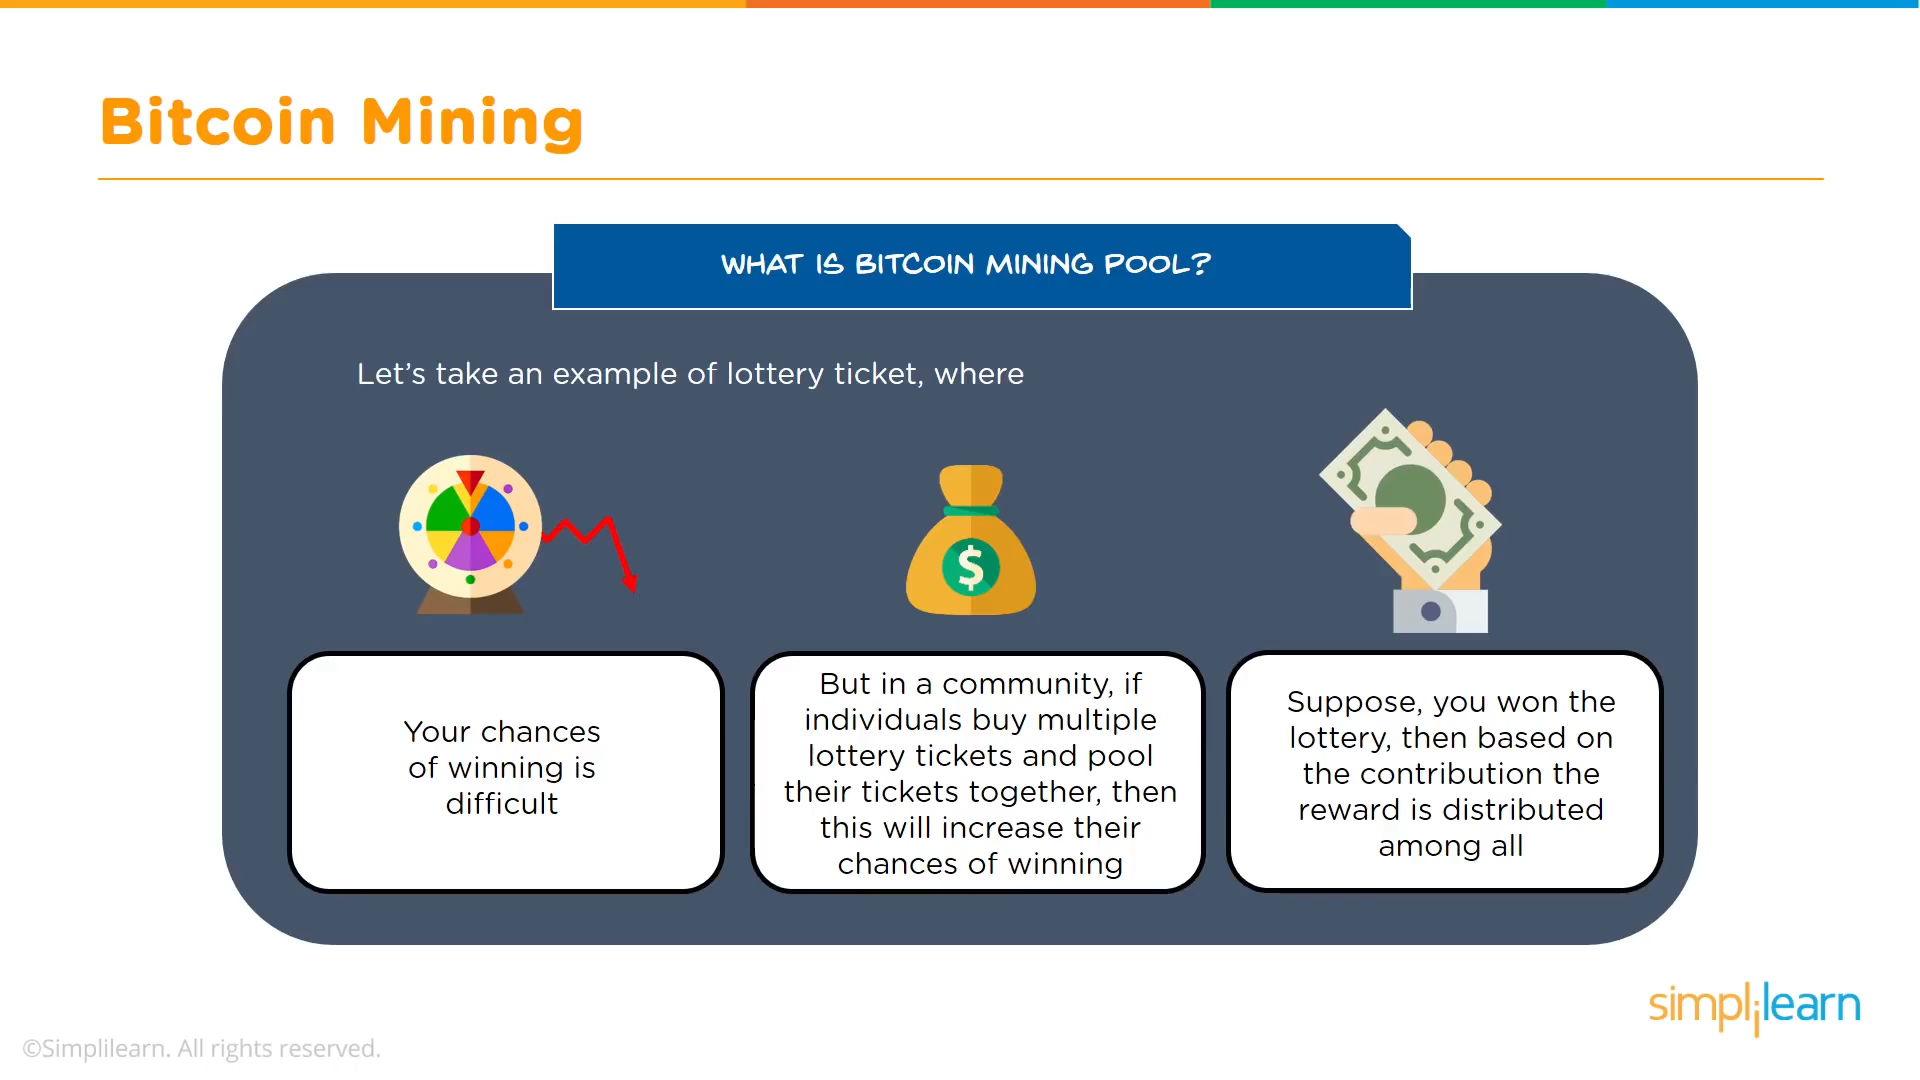 Bitcoin Mining
WHAT IS BITCOIN MINING POOL?
Let’s take an example of lottery ticket, where
$
Your chances
of winning is
difficult
But in a community, if
individuals buy multiple
lottery tickets and pool
their tickets together, then
this will increase their
chances of winning
Suppose, you won the
lottery, then based on
the contribution the
reward is distributed
among all
simplilearn
©Simplilearn. All rights reserved.